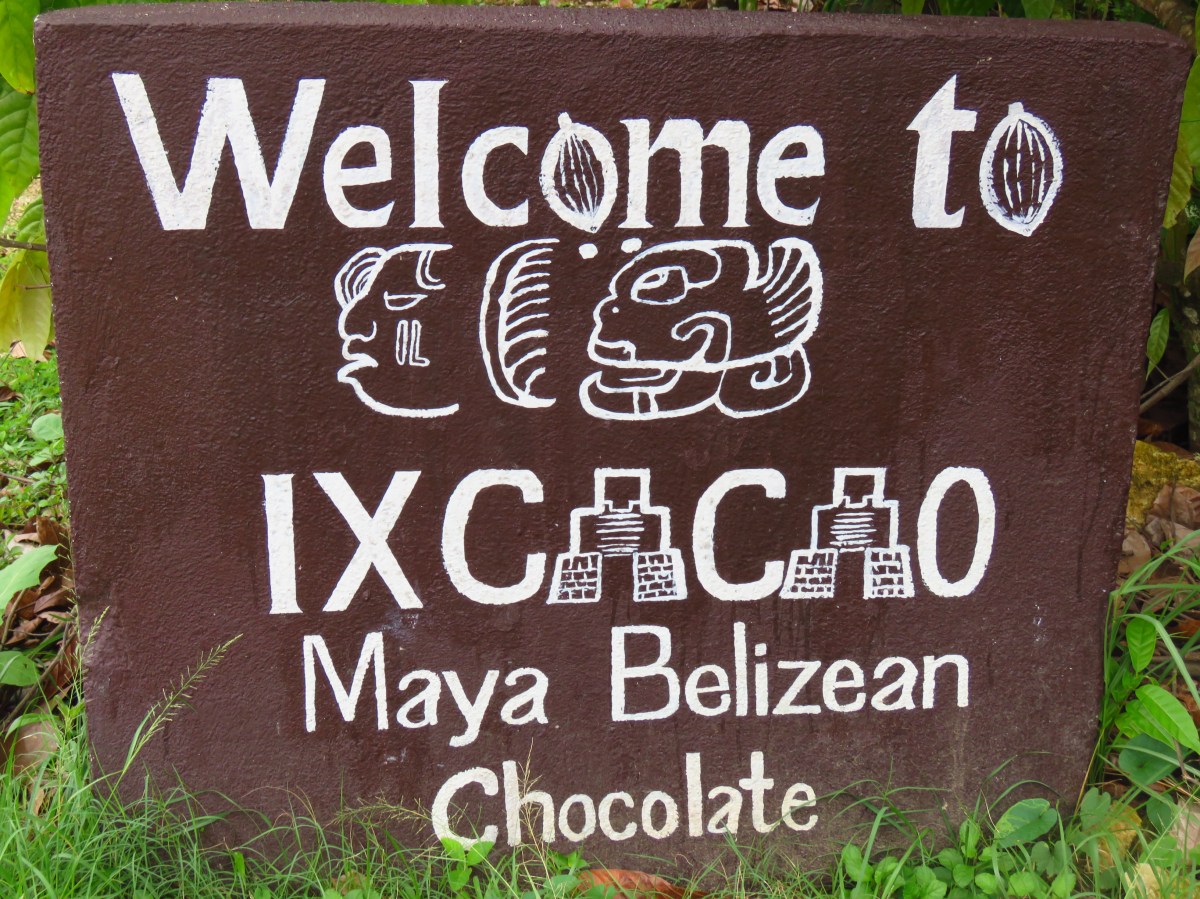 Welcome to
IXCACAO
Maya Belizean
Chocolate